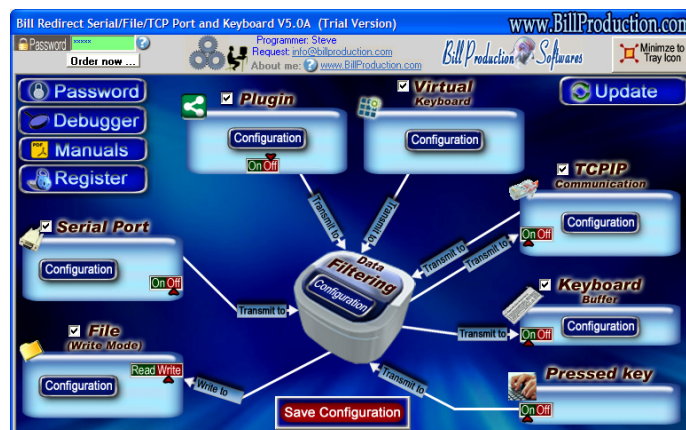 Bill Redirect Serial/File/TCP Port and Keyboard V5.0A (Trial Version)
www.BillProduction.com
Password xxxxx
Order now ...
Programmer: Steve
Request: info@billproduction.com
About me: www.BillProduction.com
Bill Production Softwares
Minimze to
Tray Icon
Password
Debugger
Manuals
Register
Update
Plugin
Configuration
On Off
Virtual
Keyboard
Configuration
TCPIP
Communication
Configuration
On Off
Serial Port
Configuration
On Off
Data
Filtering
Configuration
Keyboard
Buffer
Configuration
On Off
File
(Write Mode)
Read Write
Configuration
Pressed key
On Off
Transmit to
Transmit to
Transmit to
Transmit to
Transmit to
Transmit to
Transmit to
Write to
Save Configuration